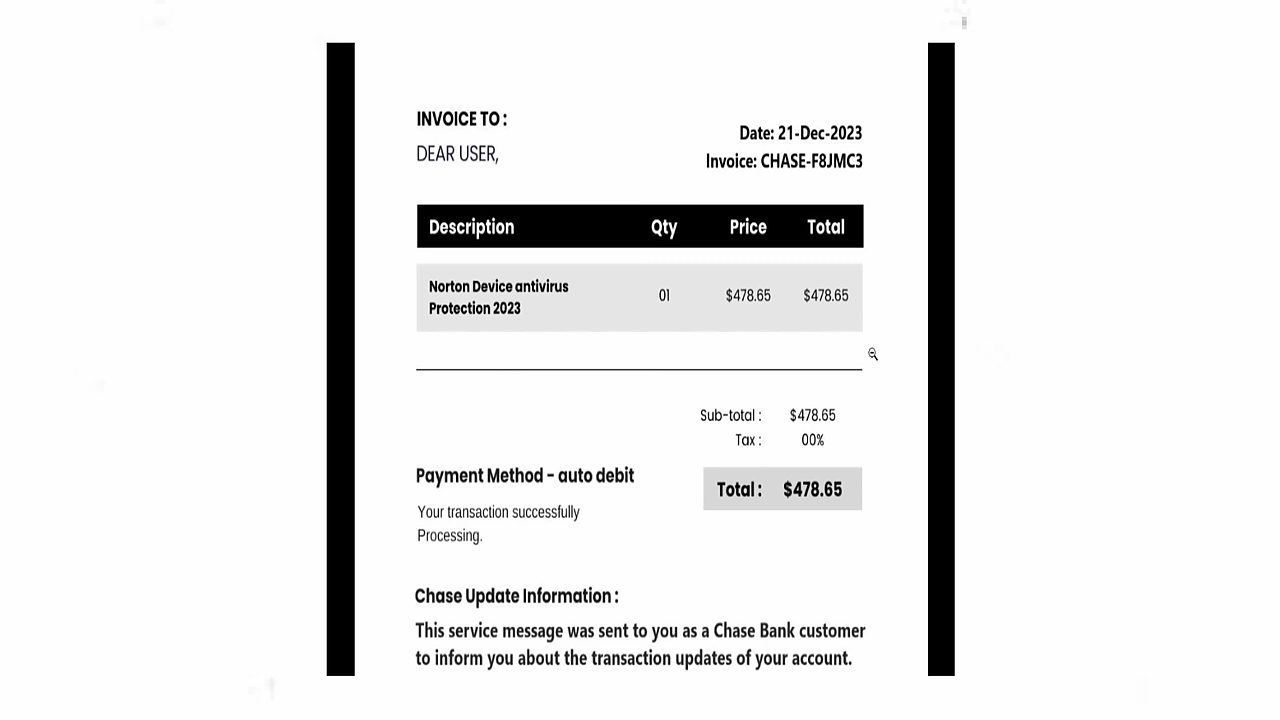 INVOICE TO :
DEAR USER,
Date: 21-Dec-2023
Invoice: CHASE-F8JMC3
Description Qty Price Total
Norton Device antivirus
Protection 2023
01 $478.65 $478.65
Sub-total : $478.65
Tax : 00%
Payment Method - auto debit
Total : $478.65
Your transaction successfully
Processing.
Chase Update Information :
This service message was sent to you as a Chase Bank customer
to inform you about the transaction updates of your account.